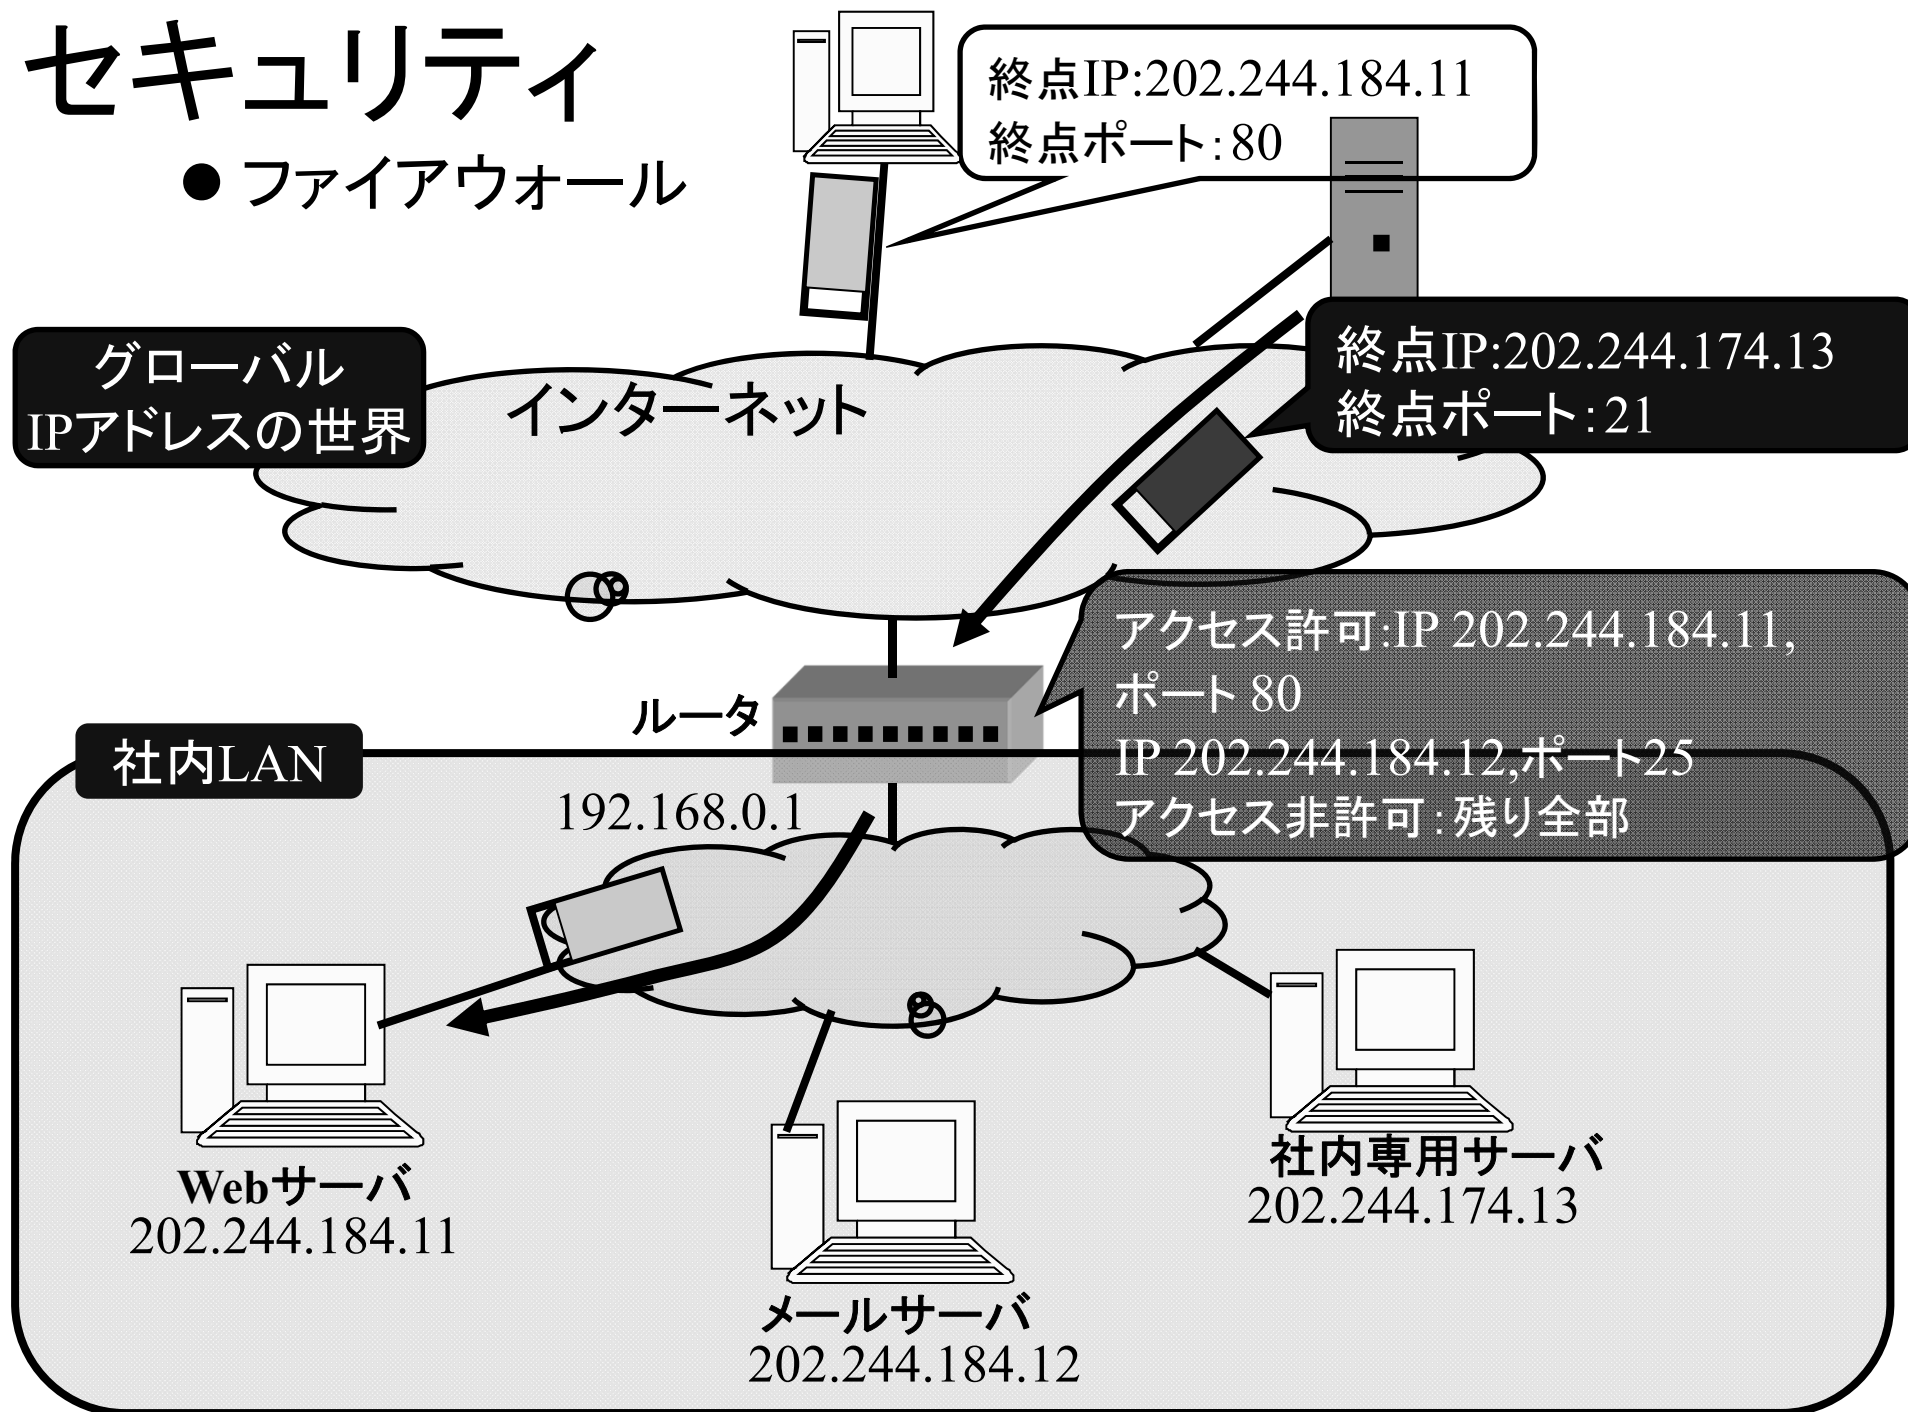 セキュリティ
● ファイアウォール
終点IP:202.244.184.11
終点ポート:80
グローバル
IPアドレスの世界
インターネット
終点IP:202.244.174.13
終点ポート:21
アクセス許可:IP 202.244.184.11,
ポート 80
IP 202.244.184.12,ポート25
アクセス非許可:残り全部
ルータ
社内LAN
192.168.0.1
Webサーバ
202.244.184.11
メールサーバ
202.244.184.12
社内専用サーバ
202.244.174.13